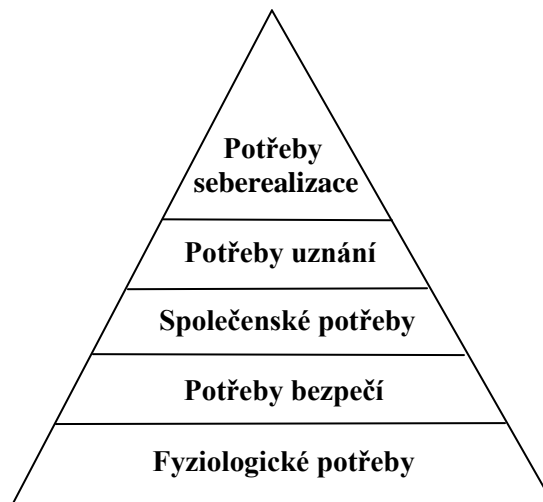 Potřeby
seberealizace
Potřeby uznání
Společenské potřeby
Potřeby bezpečí
Fyziologické potřeby